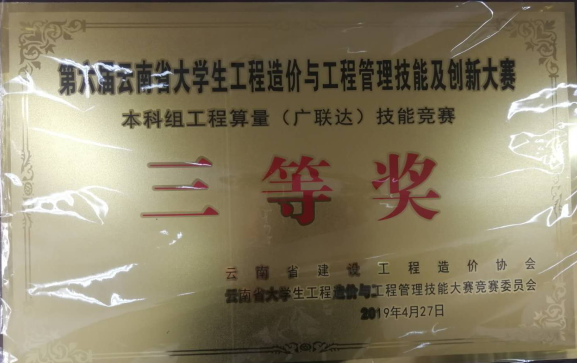 第六届云南省大学生工程造价与工程管理技能及创新大赛
本科组工程算量（广联达）技能竞赛
三等奖
云南省建设工程造价协会
云南省大学生工程造价与工程管理技能大赛竞赛委员会
2019年4月27日